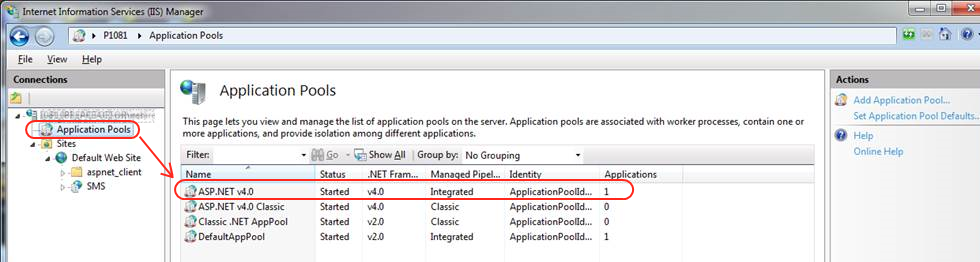 Internet Information Services (IIS) Manager
P1081 Application Pools
File View Help
Connections
Application Pools
Sites
Default Web Site
aspnet_client
SMS
Application Pools
This page lets you view and manage the list of application pools on the server. Application pools are associated with worker processes, contain one
or more applications, and provide isolation among different applications.
Filter: Go Show All Group by: No Grouping
Name Status .NET Fram... Managed Pipel... Identity Applications
ASP.NET v4.0 Started v4.0 Integrated ApplicationPoolId... 1
ASP.NET v4.0 Classic Started v4.0 Classic ApplicationPoolId... 0
Classic .NET AppPool Started v2.0 Classic ApplicationPoolId... 0
DefaultAppPool Started v2.0 Integrated ApplicationPoolId... 1
Actions
Add Application Pool...
Set Application Pool Defaults...
Help
Online Help